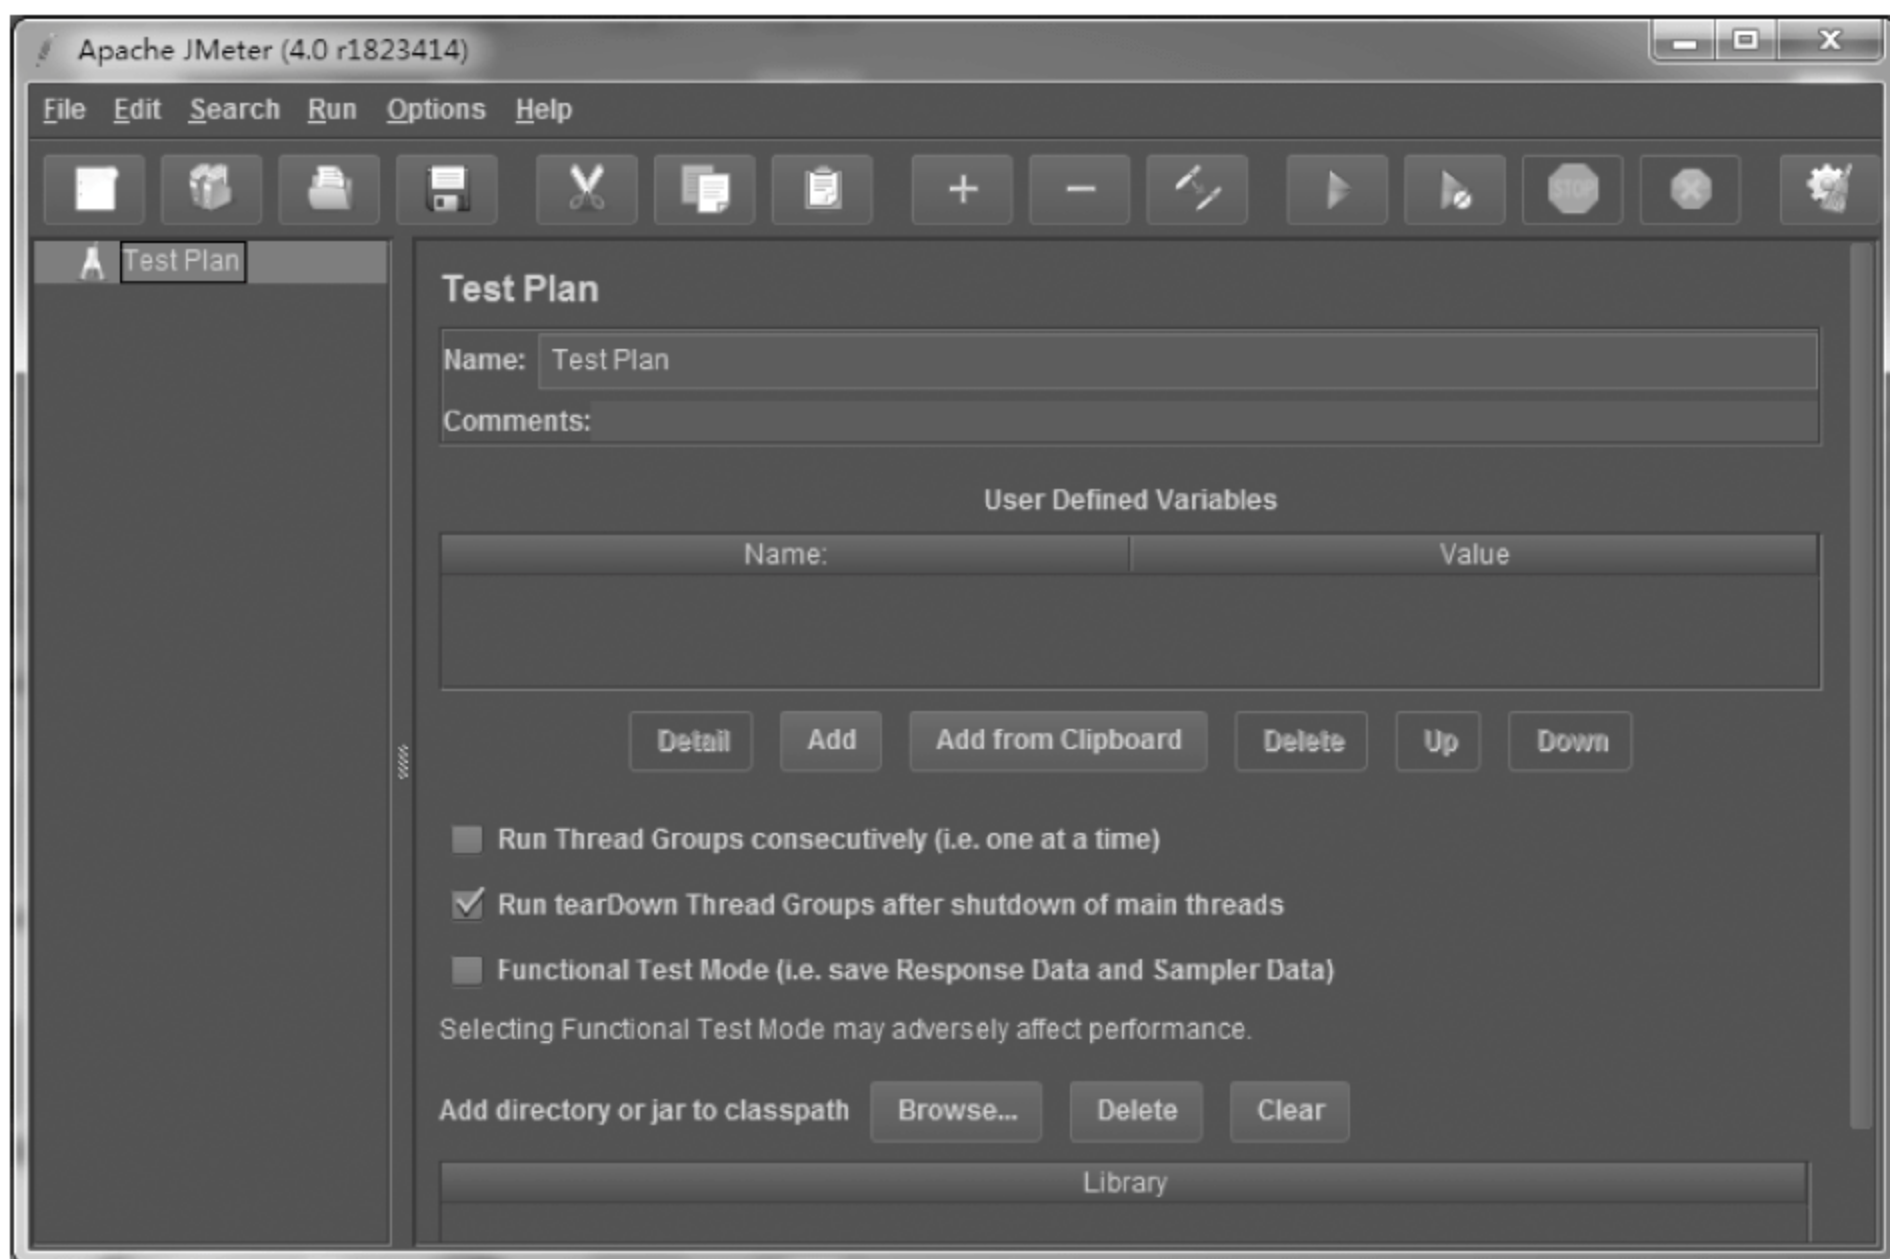 Apache JMeter (4.0 r1823414)
File Edit Search Run Options Help
STOP
Test Plan
Test Plan
Name: Test Plan
Comments:
User Defined Variables
Name: Value
Detail Add Add from Clipboard Delete Up Down
Run Thread Groups consecutively (i.e. one at a time)
Run tearDown Thread Groups after shutdown of main threads
Functional Test Mode (i.e. save Response Data and Sampler Data)
Selecting Functional Test Mode may adversely affect performance.
Add directory or jar to classpath Browse... Delete Clear
Library